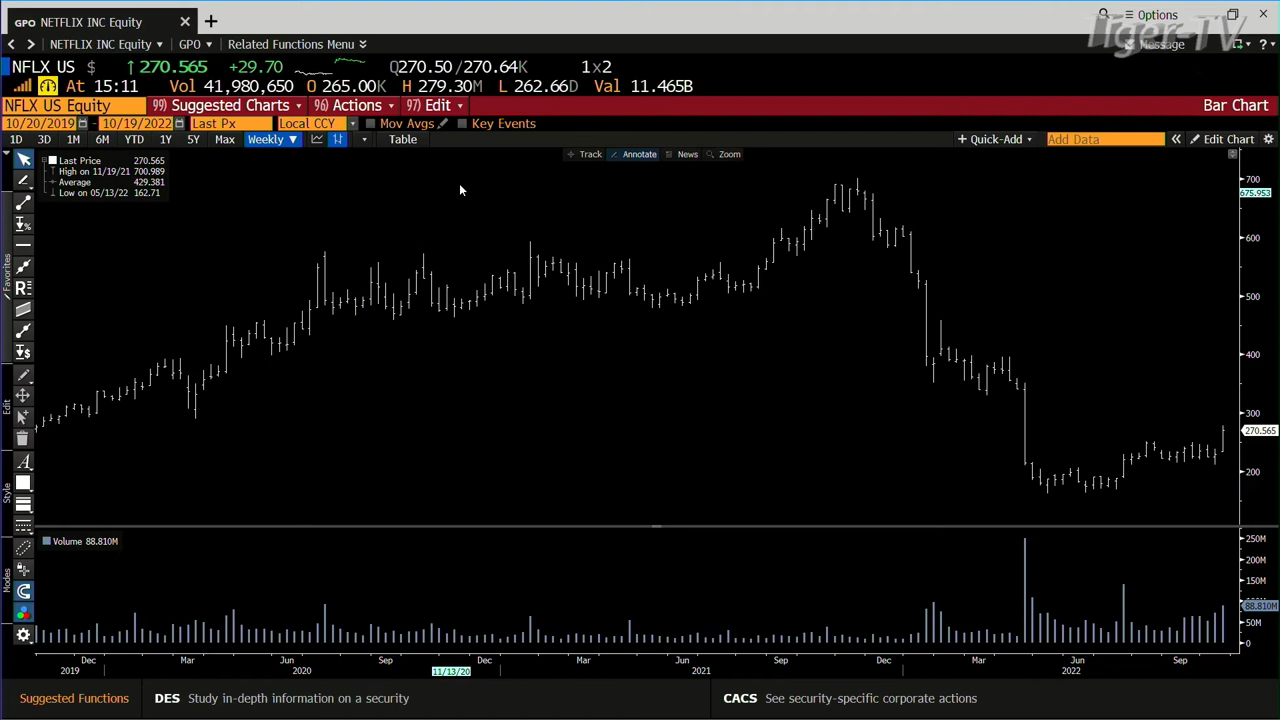 GPO NETFLIX INC Equity × +
Options
NETFLIX INC Equity GPO Related Functions Menu
Message ?
Tiger-TV
NFLX US $ ↑270.565 +29.70 Q270.50/270.64K 1x2
At 15:11 Vol 41,980,650 O 265.00K H 279.30M L 262.66D Val 11.465B
NFLX US Equity 99) Suggested Charts 96) Actions 97) Edit Bar Chart
10/20/2019 - 10/19/2022 Last Px Local CCY Mov Avgs Key Events
1D 3D 1M 6M YTD 1Y 5Y Max Weekly ▼ Table + Quick-Add Add Data « Edit Chart
Track Annotate News Zoom
Last Price 270.565
High on 11/19/21 700.989
Average 429.381
Low on 05/13/22 162.71
700
675.953
600
500
400
300
270.565
200
Favorites
Edit
Style
Modes
Volume 88.810M
250M
200M
150M
88.810M
50M
0
Dec Mar Jun Sep Dec Mar Jun Sep Dec Mar Jun Sep
2019 2020 11/13/20 2021 2022
Suggested Functions DES Study in-depth information on a security CACS See security-specific corporate actions